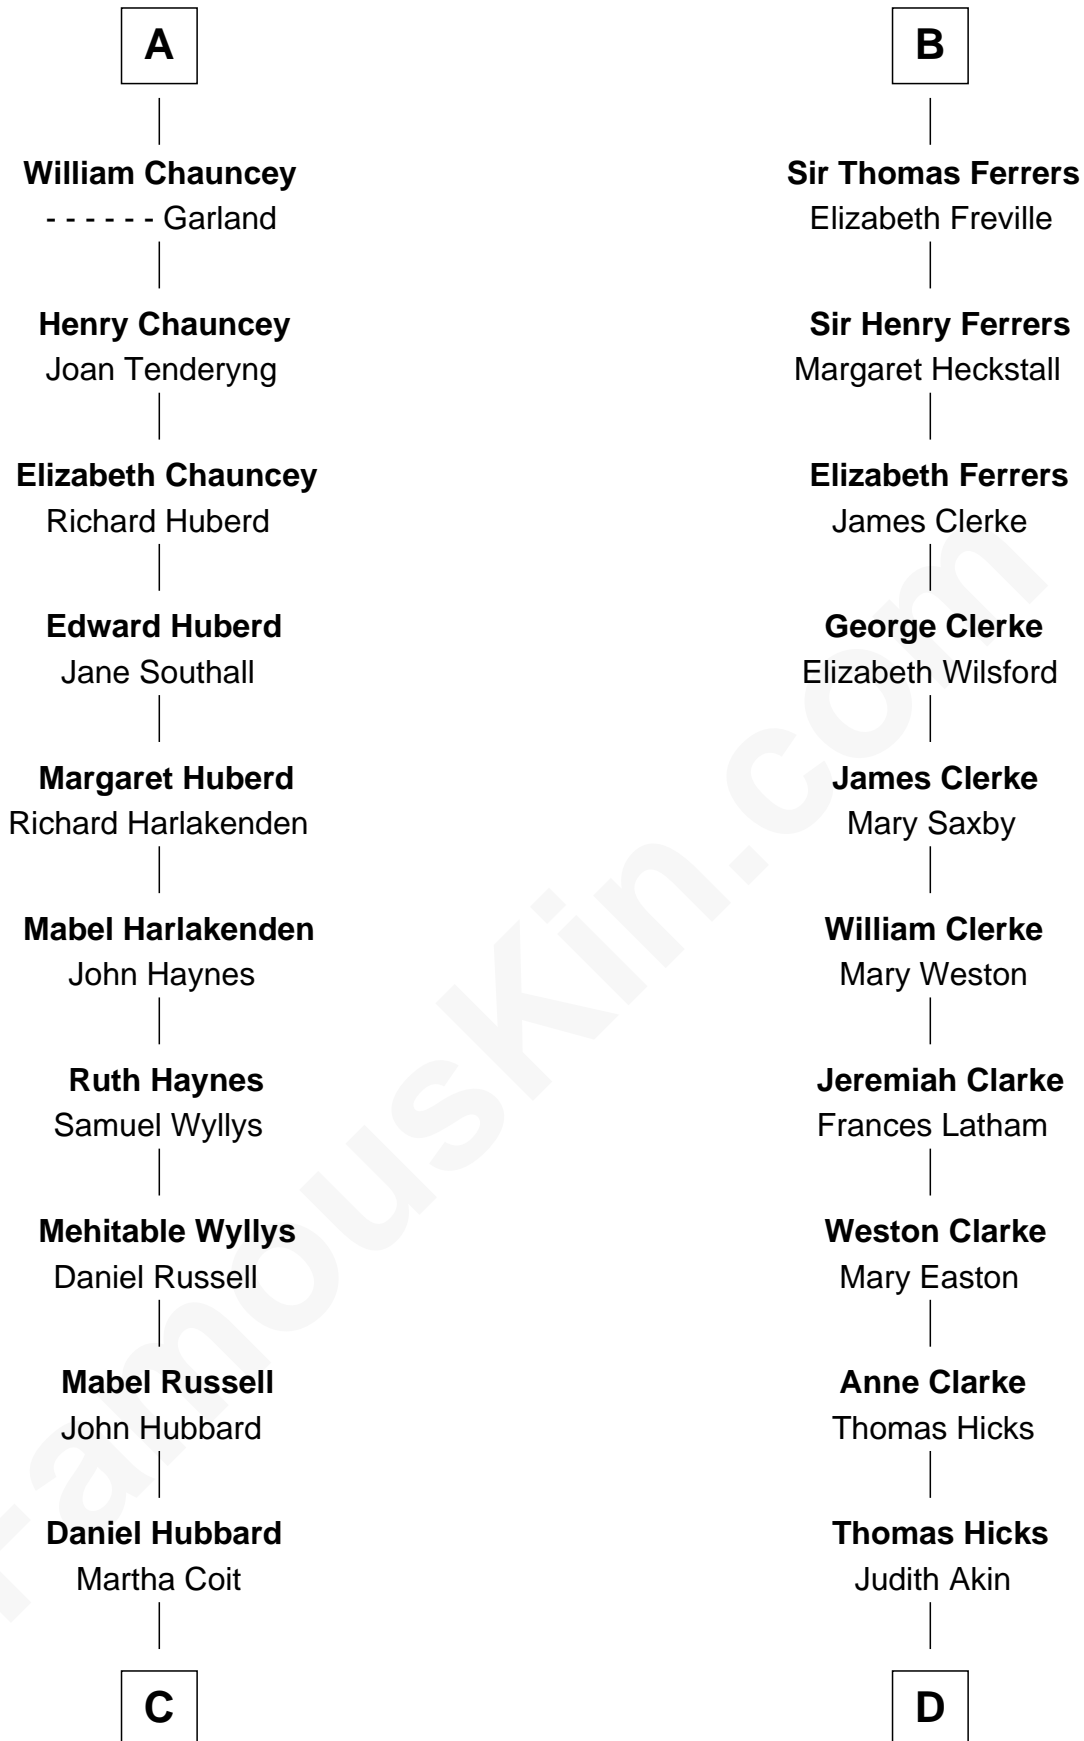 A
William Chauncey
- - - - - - Garland
Henry Chauncey
Joan Tenderyng
Elizabeth Chauncey
Richard Huberd
Edward Huberd
Jane Southall
Margaret Huberd
Richard Harlakenden
Mabel Harlakenden
John Haynes
Ruth Haynes
Samuel Wyllys
Mehitable Wyllys
Daniel Russell
Mabel Russell
John Hubbard
Daniel Hubbard
Martha Coit
C
B
Sir Thomas Ferrers
Elizabeth Freville
Sir Henry Ferrers
Margaret Heckstall
Elizabeth Ferrers
James Clerke
George Clerke
Elizabeth Wilsford
James Clerke
Mary Saxby
William Clerke
Mary Weston
Jeremiah Clarke
Frances Latham
Weston Clarke
Mary Easton
Anne Clarke
Thomas Hicks
Thomas Hicks
Judith Akin
D
FamousKin.com